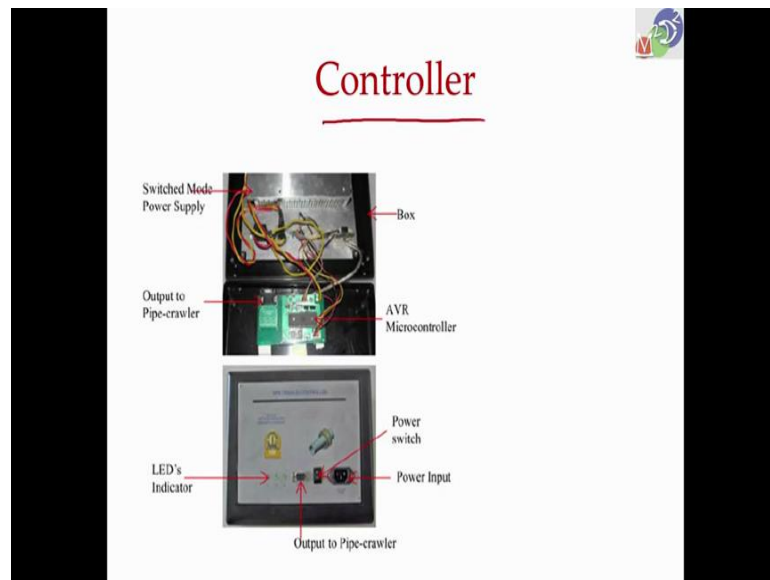 Controller
Switched Mode
Power Supply
Box
Output to
Pipe-crawler
AVR
Microcontroller
Power
switch
LED's
Indicator
Power Input
Output to Pipe-crawler